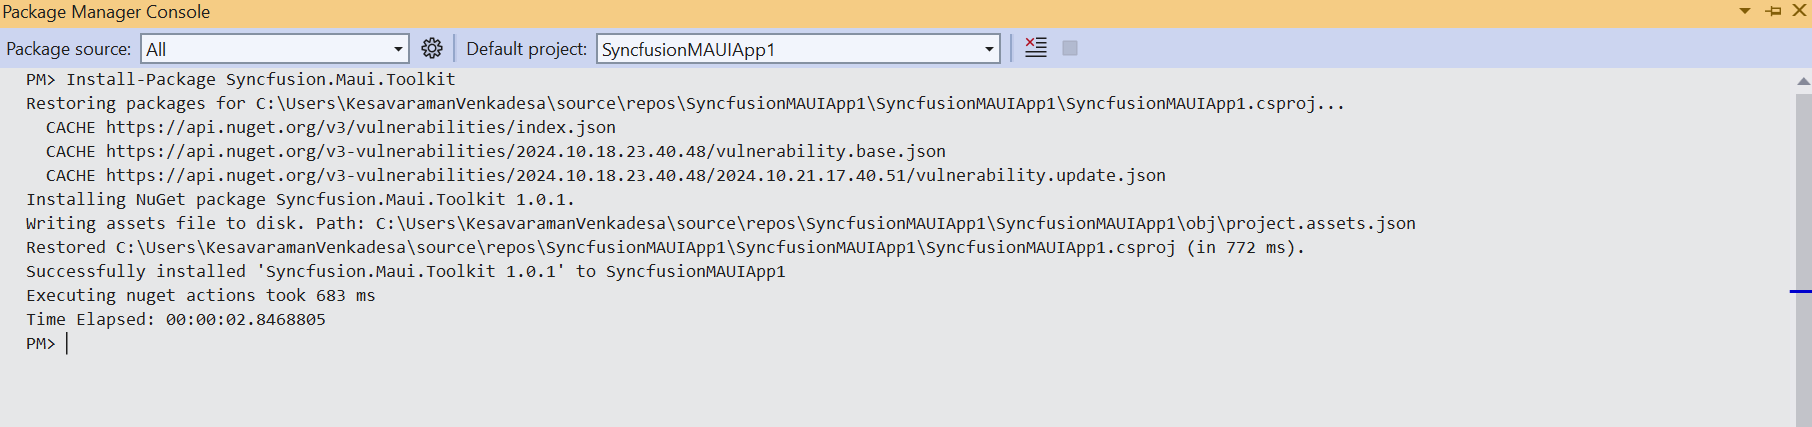 Package Manager Console
Package source: All Default project: SyncfusionMAUIApp1
PM> Install-Package Syncfusion.Maui.Toolkit
Restoring packages for C:\Users\KesavaramanVenkadesa\source\repos\SyncfusionMAUIApp1\SyncfusionMAUIApp1\SyncfusionMAUIApp1.csproj...
CACHE https://api.nuget.org/v3/vulnerabilities/index.json
CACHE https://api.nuget.org/v3-vulnerabilities/2024.10.18.23.40.48/vulnerability.base.json
CACHE https://api.nuget.org/v3-vulnerabilities/2024.10.18.23.40.48/2024.10.21.17.40.51/vulnerability.update.json
Installing NuGet package Syncfusion.Maui.Toolkit 1.0.1.
Writing assets file to disk. Path: C:\Users\KesavaramanVenkadesa\source\repos\SyncfusionMAUIApp1\SyncfusionMAUIApp1\obj\project.assets.json
Restored C:\Users\KesavaramanVenkadesa\source\repos\SyncfusionMAUIApp1\SyncfusionMAUIApp1\SyncfusionMAUIApp1.csproj (in 772 ms).
Successfully installed 'Syncfusion.Maui.Toolkit 1.0.1' to SyncfusionMAUIApp1
Executing nuget actions took 683 ms
Time Elapsed: 00:00:02.8468805
PM>